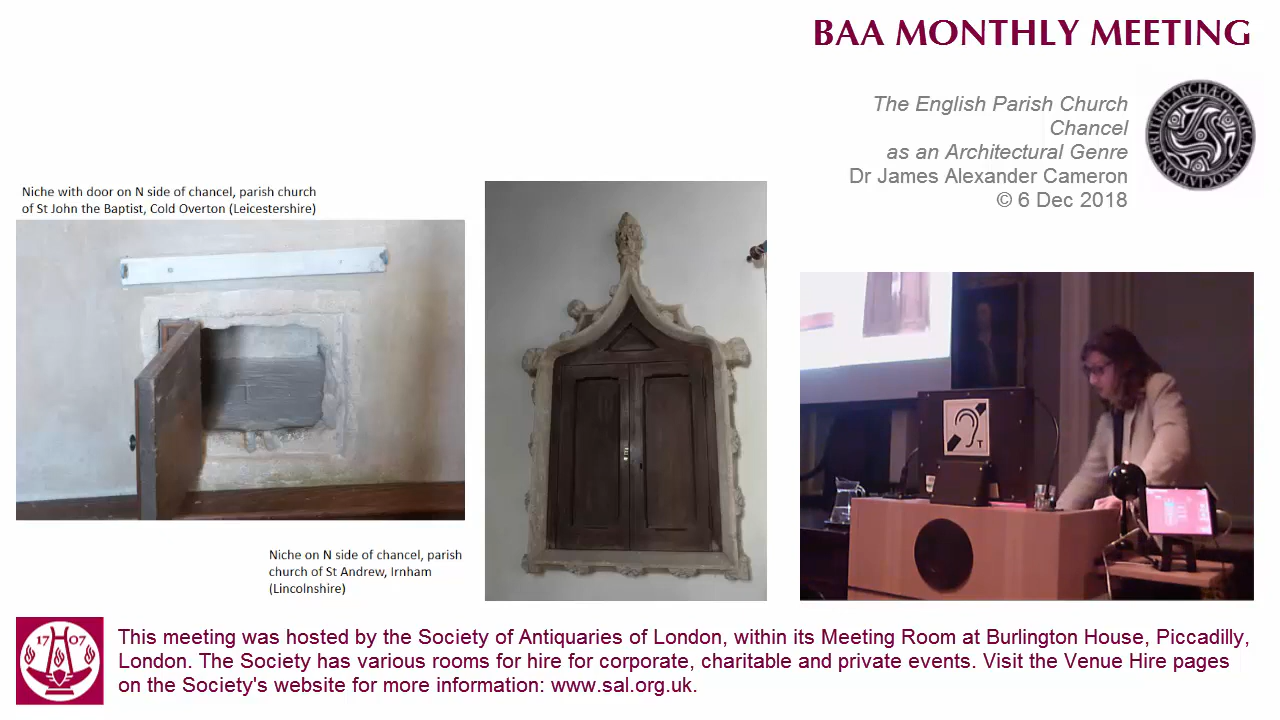 BAA MONTHLY MEETING
The English Parish Church
Chancel
as an Architectural Genre
Dr James Alexander Cameron
© 6 Dec 2018
BRITISH·ARCHÆOLOGICAL·ASSOCIATION·
Niche with door on N side of chancel, parish church
of St John the Baptist, Cold Overton (Leicestershire)
Niche on N side of chancel, parish
church of St Andrew, Irnham
(Lincolnshire)
T
1707
This meeting was hosted by the Society of Antiquaries of London, within its Meeting Room at Burlington House, Piccadilly,
London. The Society has various rooms for hire for corporate, charitable and private events. Visit the Venue Hire pages
on the Society's website for more information: www.sal.org.uk.